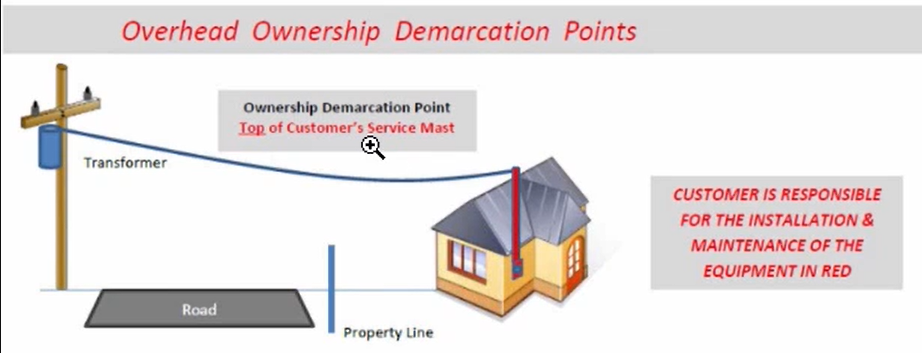 Overhead Ownership Demarcation Points
Ownership Demarcation Point
Top of Customer's Service Mast
Transformer
CUSTOMER IS RESPONSIBLE
FOR THE INSTALLATION &
MAINTENANCE OF THE
EQUIPMENT IN RED
Road
Property Line